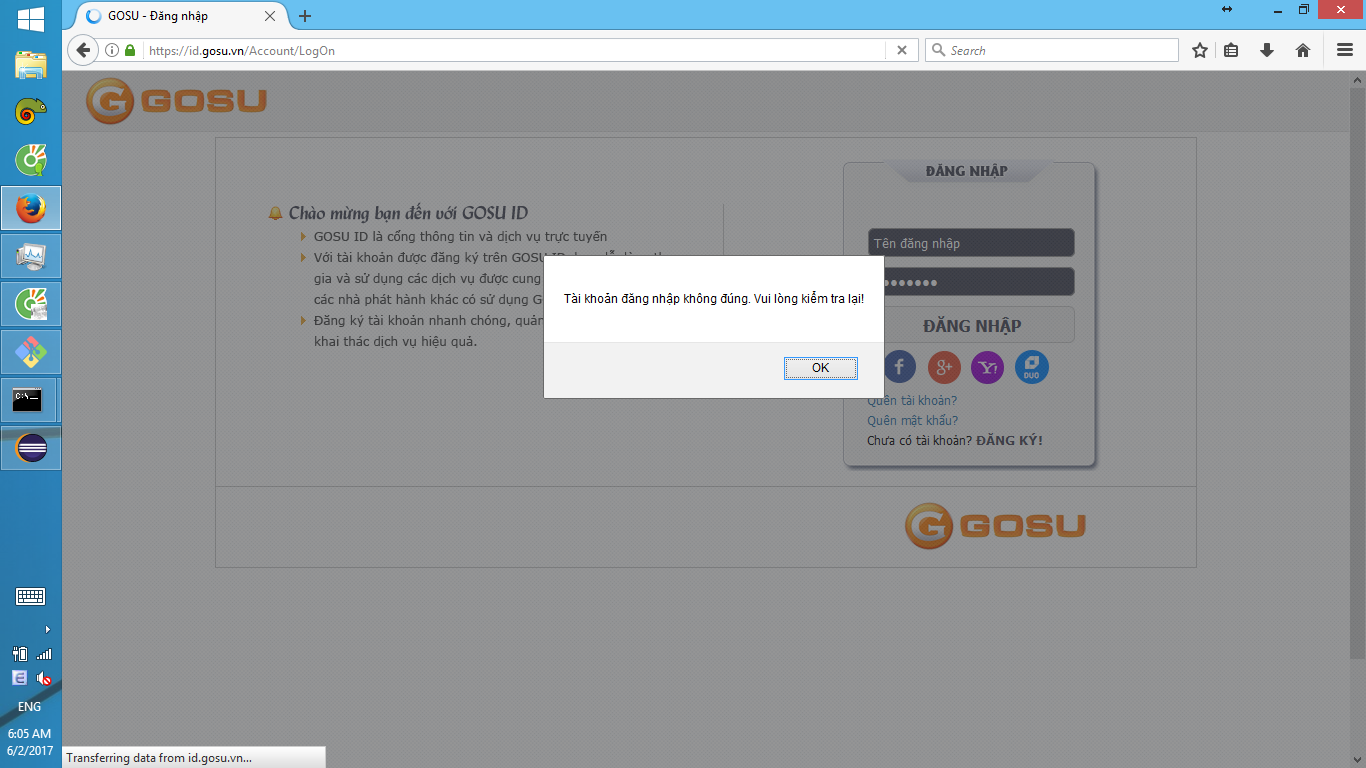 GOSU - Đăng nhập
https://id.gosu.vn/Account/LogOn
Search
GOSU
ĐĂNG NHẬP
Chào mừng bạn đến với GOSU ID
GOSU ID là cổng thông tin và dịch vụ trực tuyến
Tên đăng nhập
Với tài khoản được đăng ký trên GOSU
gia và sử dụng các dịch vụ được cung
các nhà phát hành khác có sử dụng
Đăng ký tài khoản nhanh chóng, quản
khai thác dịch vụ hiệu quả.
Tài khoản đăng nhập không đúng. Vui lòng kiểm tra lại!
OK
ĐĂNG NHẬP
f
g+
Y!
DUO
Quên tài khoản?
Quên mật khẩu?
Chưa có tài khoản? ĐĂNG KÝ!
GOSU
C:\
ENG
6:05 AM
6/2/2017
Transferring data from id.gosu.vn...